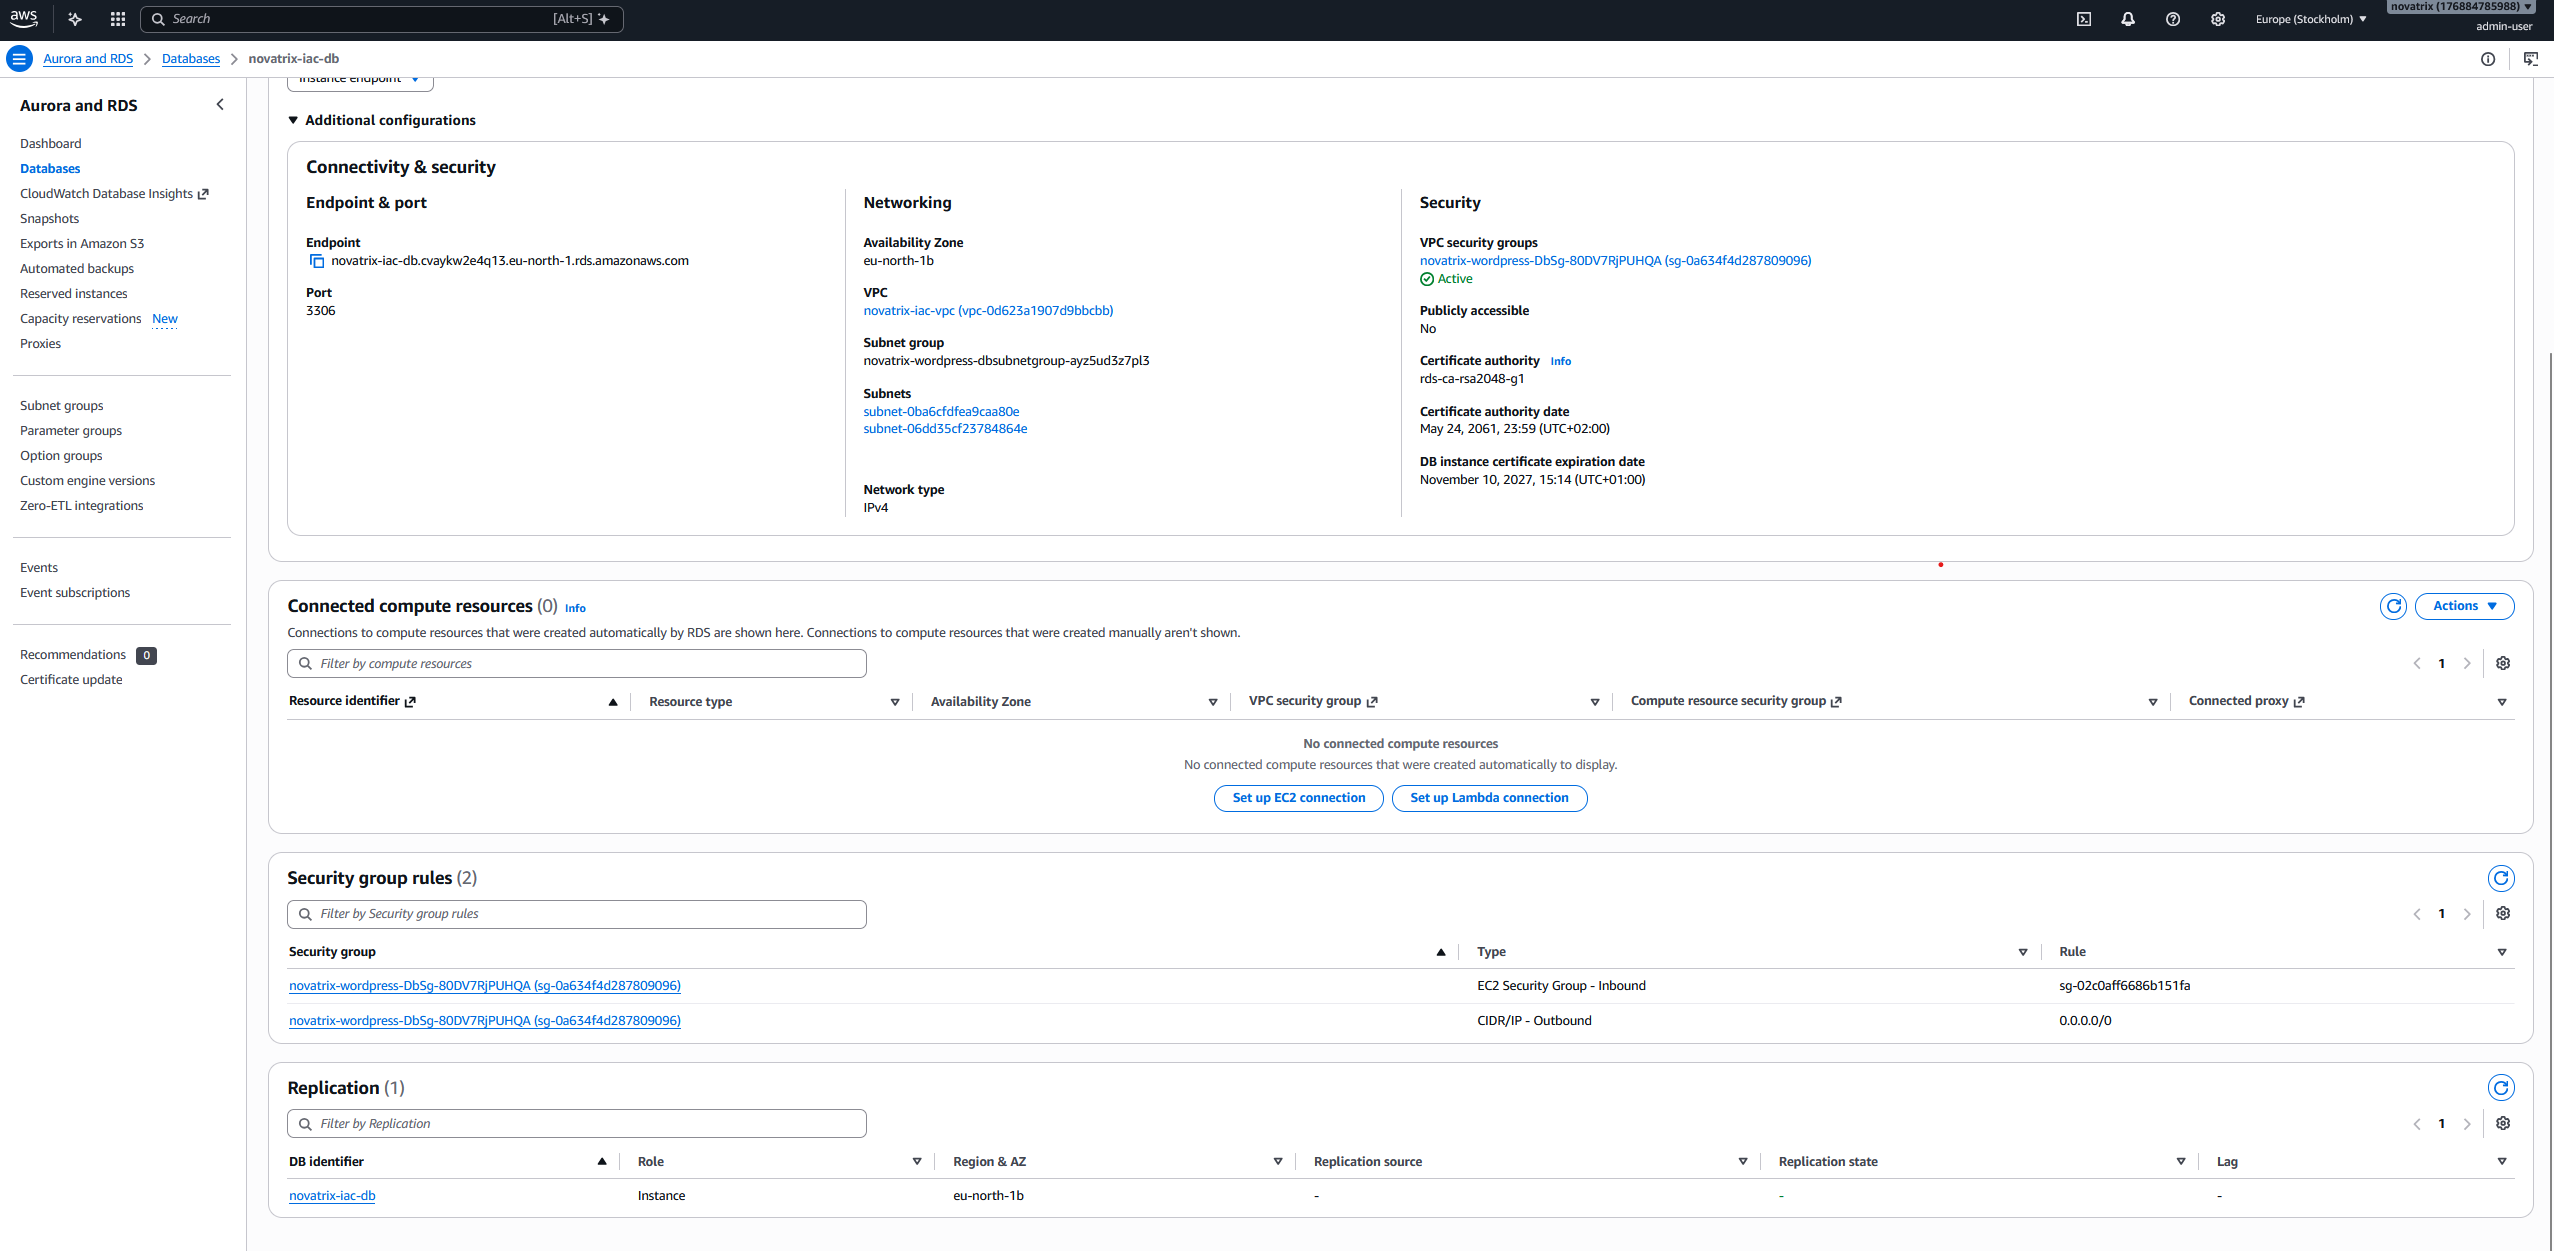 aws
Search [Alt+S]
Europe (Stockholm)
novatrix (176884785988)
admin-user
Aurora and RDS
Databases
novatrix-iac-db
Aurora and RDS
Dashboard
Databases
CloudWatch Database Insights
Snapshots
Exports in Amazon S3
Automated backups
Reserved instances
Capacity reservations New
Proxies
Subnet groups
Parameter groups
Option groups
Custom engine versions
Zero-ETL integrations
Events
Event subscriptions
Recommendations 0
Certificate update
Instance endpoint
Additional configurations
Connectivity & security
Endpoint & port
Endpoint
novatrix-iac-db.cvaykw2e4q13.eu-north-1.rds.amazonaws.com
Port
3306
Networking
Availability Zone
eu-north-1b
VPC
novatrix-iac-vpc (vpc-0d623a1907d9bbcbb)
Subnet group
novatrix-wordpress-dbsubnetgroup-ayz5ud3z7pl3
Subnets
subnet-0ba6cfdfea9caa80e
subnet-06dd35cf23784864e
Network type
IPv4
Security
VPC security groups
novatrix-wordpress-DbSg-80DV7RjPUHQA (sg-0a634f4d287809096)
Active
Publicly accessible
No
Certificate authority Info
rds-ca-rsa2048-g1
Certificate authority date
May 24, 2061, 23:59 (UTC+02:00)
DB instance certificate expiration date
November 10, 2027, 15:14 (UTC+01:00)
Connected compute resources (0) Info
Actions
Connections to compute resources that were created automatically by RDS are shown here. Connections to compute resources that were created manually aren't shown.
Filter by compute resources
1
Resource identifier Resource type Availability Zone VPC security group Compute resource security group Connected proxy
No connected compute resources
No connected compute resources that were created automatically to display.
Set up EC2 connection Set up Lambda connection
Security group rules (2)
Filter by Security group rules
1
Security group Type Rule
novatrix-wordpress-DbSg-80DV7RjPUHQA (sg-0a634f4d287809096) EC2 Security Group - Inbound sg-02c0aff6686b151fa
novatrix-wordpress-DbSg-80DV7RjPUHQA (sg-0a634f4d287809096) CIDR/IP - Outbound 0.0.0.0/0
Replication (1)
Filter by Replication
1
DB identifier Role Region & AZ Replication source Replication state Lag
novatrix-iac-db Instance eu-north-1b - - -